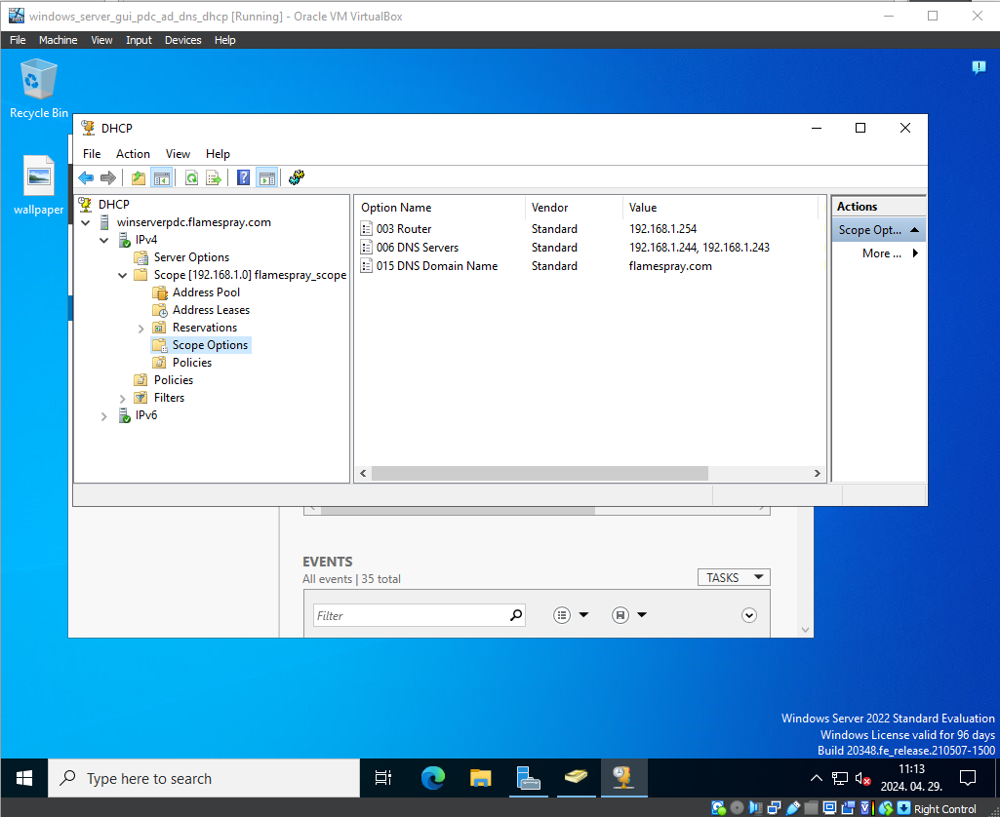 windows_server_gui_pdc_ad_dns_dhcp [Running] - Oracle VM VirtualBox
File Machine View Input Devices Help
Recycle Bin
wallpaper
DHCP
File Action View Help
DHCP
winserverpdc.flamespray.com
IPv4
Server Options
Scope [192.168.1.0] flamespray_scope
Address Pool
Address Leases
Reservations
Scope Options
Policies
Policies
Filters
IPv6
Option Name Vendor Value
003 Router Standard 192.168.1.254
006 DNS Servers Standard 192.168.1.244, 192.168.1.243
015 DNS Domain Name Standard flamespray.com
Actions
Scope Opt...
More ...
EVENTS
All events | 35 total
TASKS
Filter
Windows Server 2022 Standard Evaluation
Windows License valid for 96 days
Build 20348.fe_release.210507-1500
Type here to search
11:13
2024. 04. 29.
Right Control